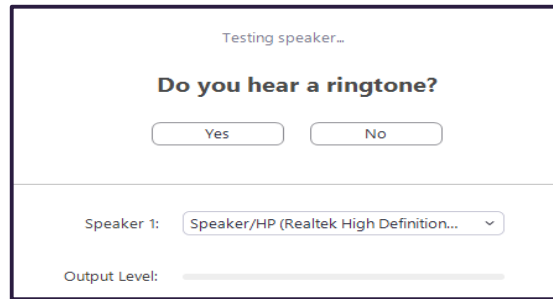 Testing speaker...
Do you hear a ringtone?
Yes No
Speaker 1: Speaker/HP (Realtek High Definition...
Output Level: